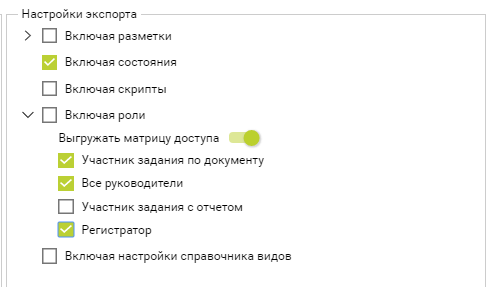 Настройки экспорта
Включая разметки
Включая состояния
Включая скрипты
Включая роли
Выгружать матрицу доступа
Участник задания по документу
Все руководители
Участник задания с отчетом
Регистратор
Включая настройки справочника видов